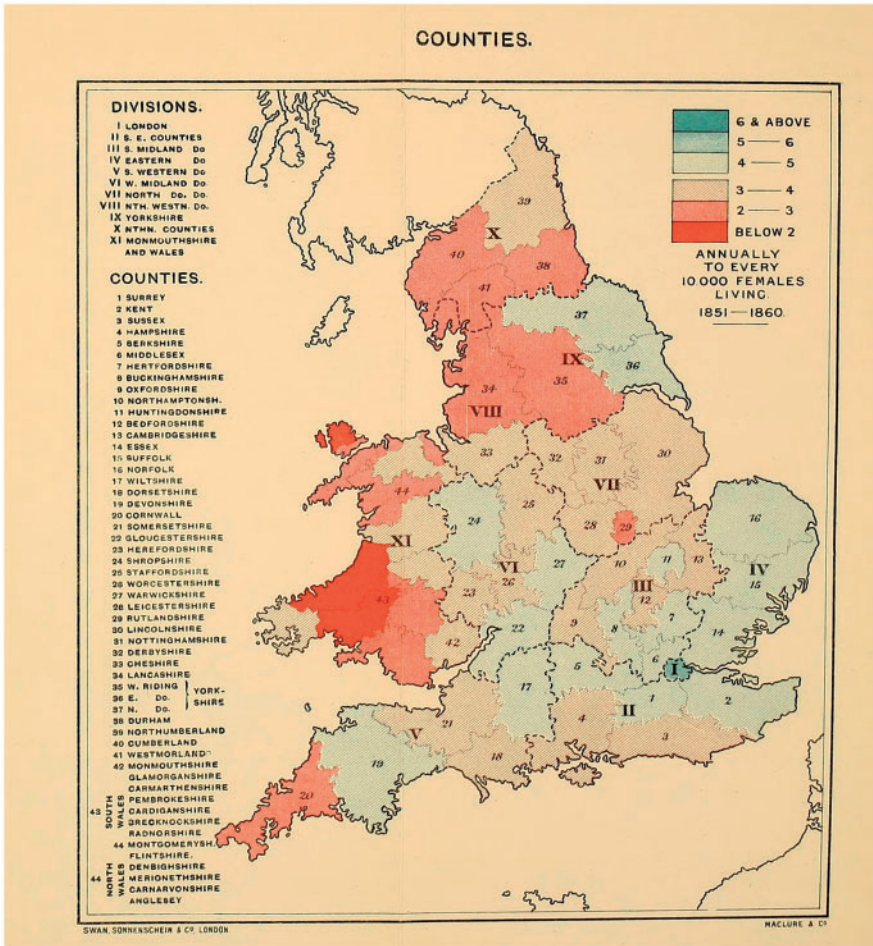 COUNTIES.
DIVISIONS.
I LONDON
II S. E. COUNTIES
III S. MIDLAND Do
IV EASTERN Do
V S. WESTERN Do
VI W. MIDLAND Do
VII NORTH Do. Do.
VIII NTH. WESTN. Do.
IX YORKSHIRE
X NTHN. COUNTIES
XI MONMOUTHSHIRE
AND WALES
COUNTIES.
1 SURREY
2 KENT
3 SUSSEX
4 HAMPSHIRE
5 BERKSHIRE
6 MIDDLESEX
7 HERTFORDSHIRE
8 BUCKINGHAMSHIRE
9 OXFORDSHIRE
10 NORTHAMPTONSH.
11 HUNTINGDONSHIRE
12 BEDFORDSHIRE
13 CAMBRIDGESHIRE
14 ESSEX
15 SUFFOLK
16 NORFOLK
17 WILTSHIRE
18 DORSETSHIRE
19 DEVONSHIRE
20 CORNWALL
21 SOMERSETSHIRE
22 GLOUCESTERSHIRE
23 HEREFORDSHIRE
24 SHROPSHIRE
25 STAFFORDSHIRE
26 WORCESTERSHIRE
27 WARWICKSHIRE
28 LEICESTERSHIRE
29 RUTLANDSHIRE
30 LINCOLNSHIRE
31 NOTTINGHAMSHIRE
32 DERBYSHIRE
33 CHESHIRE
34 LANCASHIRE
35 W. RIDING
36 E. Do.
37 N. Do.
YORK-
SHIRE
38 DURHAM
39 NORTHUMBERLAND
40 CUMBERLAND
41 WESTMORLAND
42 MONMOUTHSHIRE
43 SOUTH WALES
GLAMORGANSHIRE
CARMARTHENSHIRE
PEMBROKESHIRE
CARDIGANSHIRE
BRECKNOCKSHIRE
RADNORSHIRE
44 MONTGOMERYSH.
FLINTSHIRE.
44 NORTH WALES
DENBIGHSHIRE
MERIONETHSHIRE
CARNARVONSHIRE
ANGLESEY
6 & ABOVE
5 — 6
4 — 5
3 — 4
2 — 3
BELOW 2
ANNUALLY
TO EVERY
10.000 FEMALES
LIVING.
1851—1860.
39
X
40
38
41
37
IX
36
34
35
VIII
33
32
31
30
VII
44
24
25
28
29
16
XI
VI
27
10
11
13
IV
15
III
26
12
23
43
42
22
9
8
7
14
6
I
5
17
1
2
II
4
3
21
V
18
19
20
SWAN, SONNENSCHEIN & CO. LONDON.
MACLURE & Co